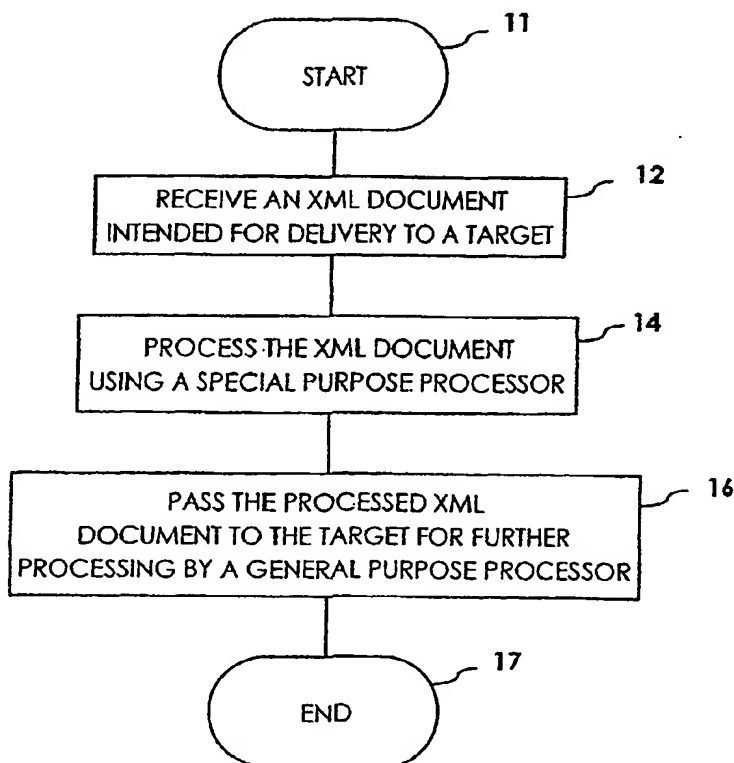 11
START
12
RECEIVE AN XML DOCUMENT
INTENDED FOR DELIVERY TO A TARGET
14
PROCESS THE XML DOCUMENT
USING A SPECIAL PURPOSE PROCESSOR
16
PASS THE PROCESSED XML
DOCUMENT TO THE TARGET FOR FURTHER
PROCESSING BY A GENERAL PURPOSE PROCESSOR
17
END